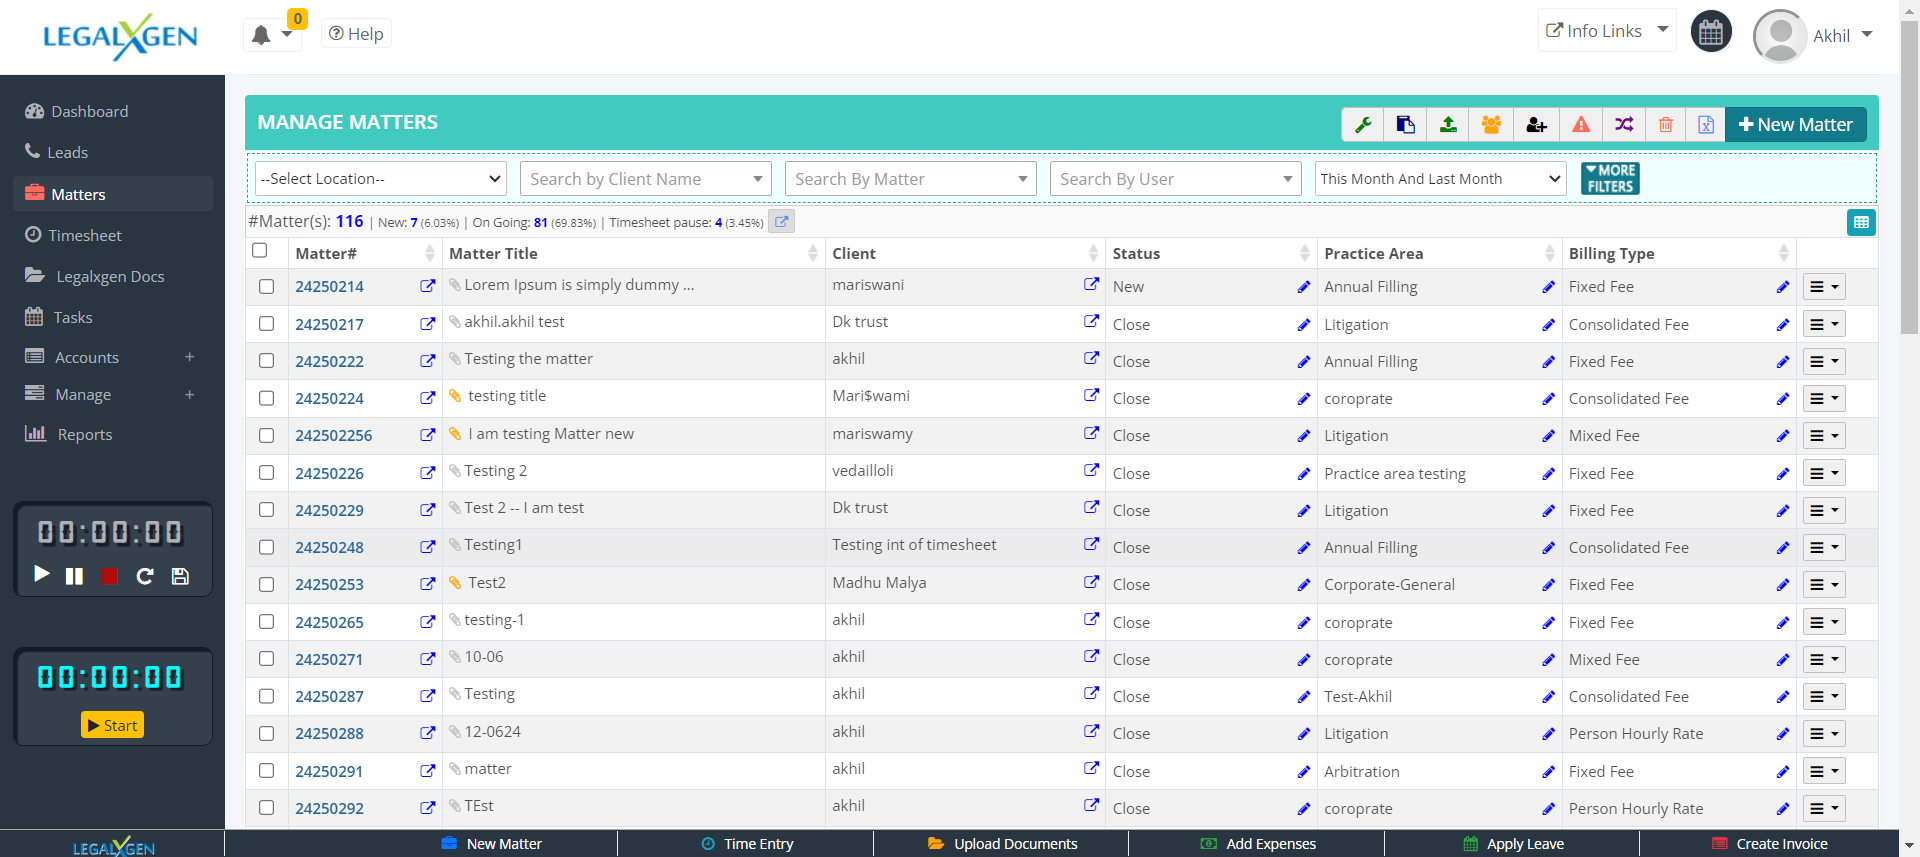 LEGALXGEN
0
Help
Info Links
Akhil
Dashboard
Leads
Matters
Timesheet
Legalxgen Docs
Tasks
Accounts +
Manage +
Reports
00:00:00
00:00:00
Start
MANAGE MATTERS
New Matter
--Select Location-- Search by Client Name Search By Matter Search By User This Month And Last Month MORE FILTERS
#Matter(s): 116 | New: 7 (6.03%) | On Going: 81 (69.83%) | Timesheet pause: 4 (3.45%)
Matter# Matter Title Client Status Practice Area Billing Type
24250214 Lorem Ipsum is simply dummy ... mariswani New Annual Filling Fixed Fee
24250217 akhil.akhil test Dk trust Close Litigation Consolidated Fee
24250222 Testing the matter akhil Close Annual Filling Fixed Fee
24250224 testing title Mari$wami Close coroprate Consolidated Fee
242502256 I am testing Matter new mariswamy Close Litigation Mixed Fee
24250226 Testing 2 vedailloli Close Practice area testing Fixed Fee
24250229 Test 2 -- I am test Dk trust Close Litigation Fixed Fee
24250248 Testing1 Testing int of timesheet Close Annual Filling Consolidated Fee
24250253 Test2 Madhu Malya Close Corporate-General Fixed Fee
24250265 testing-1 akhil Close coroprate Fixed Fee
24250271 10-06 akhil Close coroprate Mixed Fee
24250287 Testing akhil Close Test-Akhil Consolidated Fee
24250288 12-0624 akhil Close Litigation Person Hourly Rate
24250291 matter akhil Close Arbitration Fixed Fee
24250292 TEst akhil Close coroprate Person Hourly Rate
LEGALXGEN New Matter Time Entry Upload Documents Add Expenses Apply Leave Create Invoice